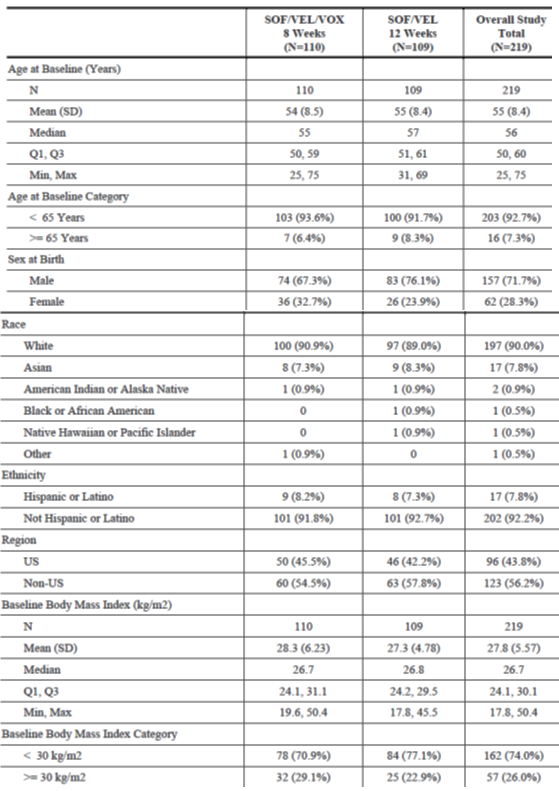 SOF/VEL/VOX SOF/VEL Overall Study
8 Weeks 12 Weeks Total
(N=110) (N=109) (N=219)
Age at Baseline (Years)
N 110 109 219
Mean (SD) 54 (8.5) 55 (8.4) 55 (8.4)
Median 55 57 56
Q1, Q3 50, 59 51, 61 50, 60
Min, Max 25, 75 31, 69 25, 75
Age at Baseline Category
< 65 Years 103 (93.6%) 100 (91.7%) 203 (92.7%)
>= 65 Years 7 (6.4%) 9 (8.3%) 16 (7.3%)
Sex at Birth
Male 74 (67.3%) 83 (76.1%) 157 (71.7%)
Female 36 (32.7%) 26 (23.9%) 62 (28.3%)
Race
White 100 (90.9%) 97 (89.0%) 197 (90.0%)
Asian 8 (7.3%) 9 (8.3%) 17 (7.8%)
American Indian or Alaska Native 1 (0.9%) 1 (0.9%) 2 (0.9%)
Black or African American 0 1 (0.9%) 1 (0.5%)
Native Hawaiian or Pacific Islander 0 1 (0.9%) 1 (0.5%)
Other 1 (0.9%) 0 1 (0.5%)
Ethnicity
Hispanic or Latino 9 (8.2%) 8 (7.3%) 17 (7.8%)
Not Hispanic or Latino 101 (91.8%) 101 (92.7%) 202 (92.2%)
Region
US 50 (45.5%) 46 (42.2%) 96 (43.8%)
Non-US 60 (54.5%) 63 (57.8%) 123 (56.2%)
Baseline Body Mass Index (kg/m2)
N 110 109 219
Mean (SD) 28.3 (6.23) 27.3 (4.78) 27.8 (5.57)
Median 26.7 26.8 26.7
Q1, Q3 24.1, 31.1 24.2, 29.5 24.1, 30.1
Min, Max 19.6, 50.4 17.8, 45.5 17.8, 50.4
Baseline Body Mass Index Category
< 30 kg/m2 78 (70.9%) 84 (77.1%) 162 (74.0%)
>= 30 kg/m2 32 (29.1%) 25 (22.9%) 57 (26.0%)